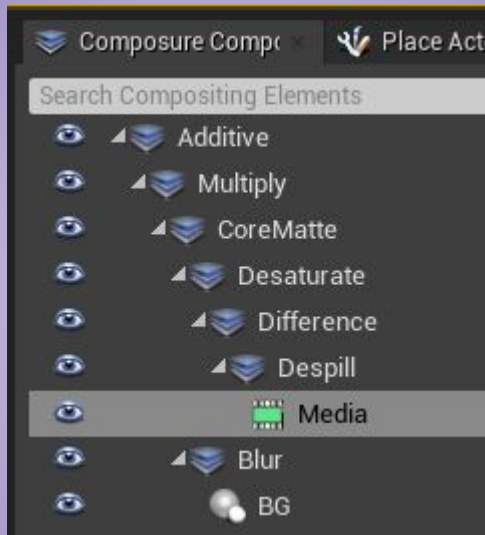 Composure Compo Place Act
Search Compositing Elements
Additive
Multiply
CoreMatte
Desaturate
Difference
Despill
Media
Blur
BG